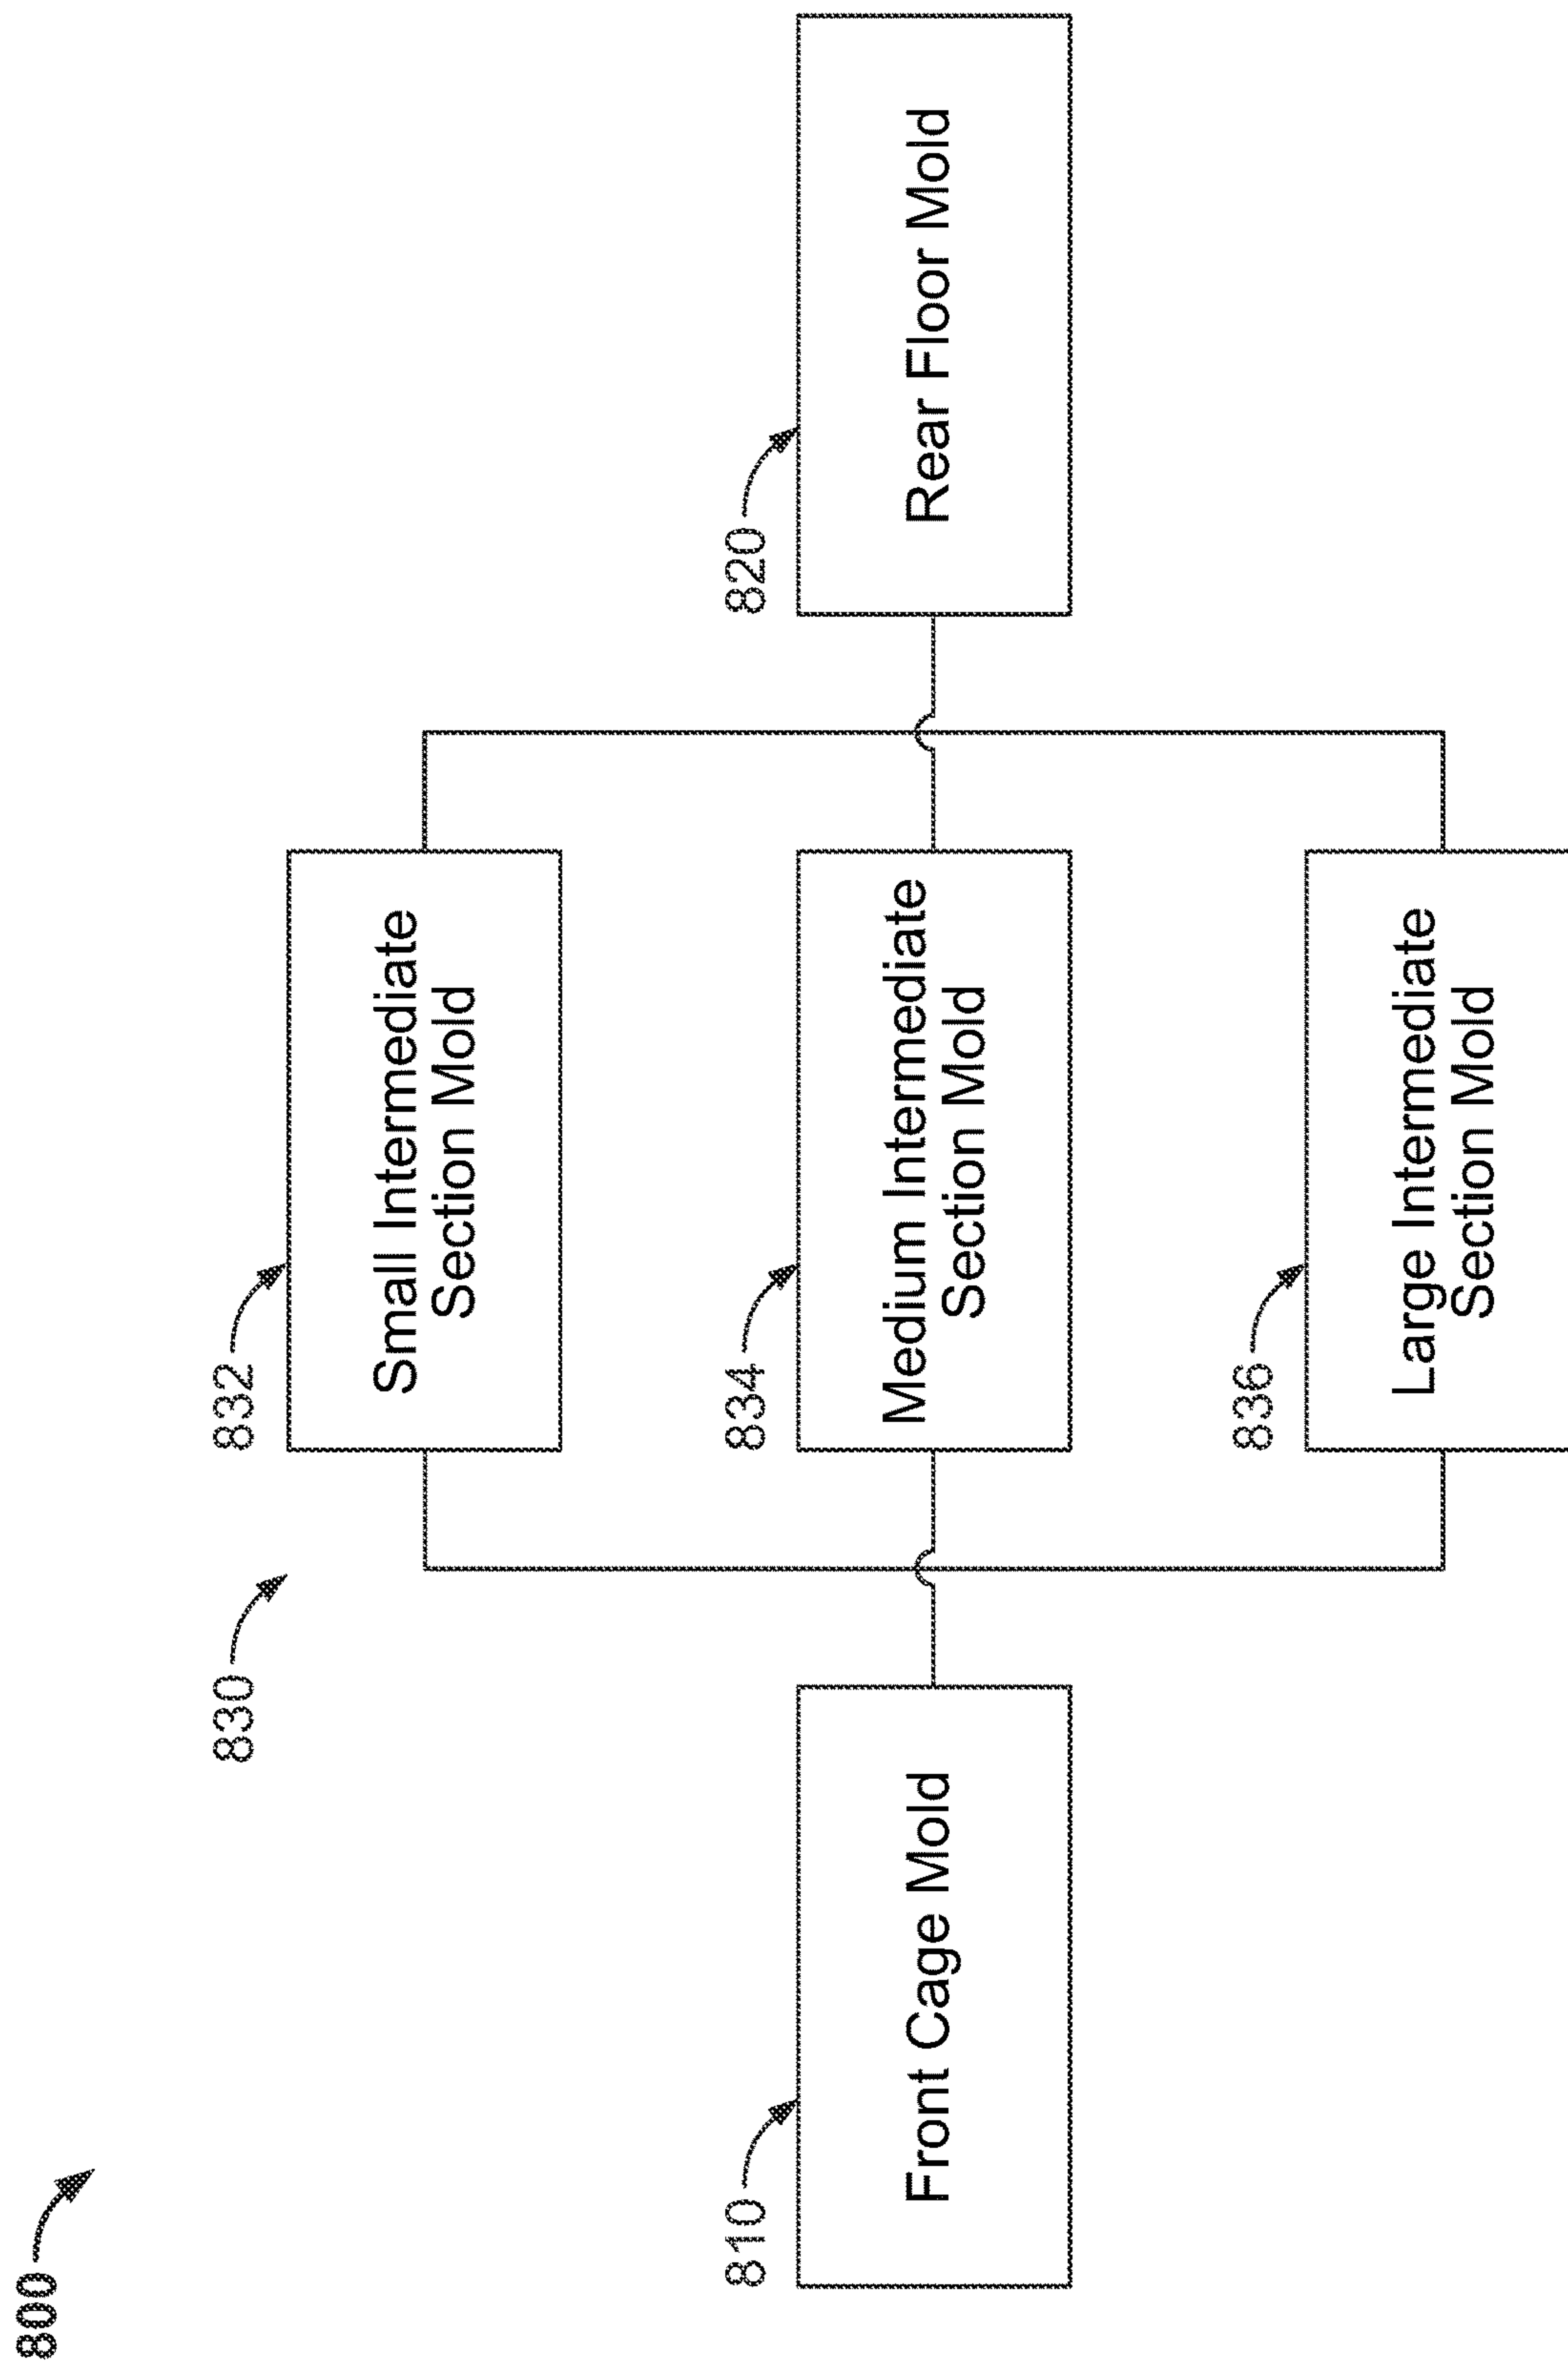 800
830
832
Small Intermediate
Section Mold
810
Front Cage Mold
834
Medium Intermediate
Section Mold
820
Rear Floor Mold
836
Large Intermediate
Section Mold